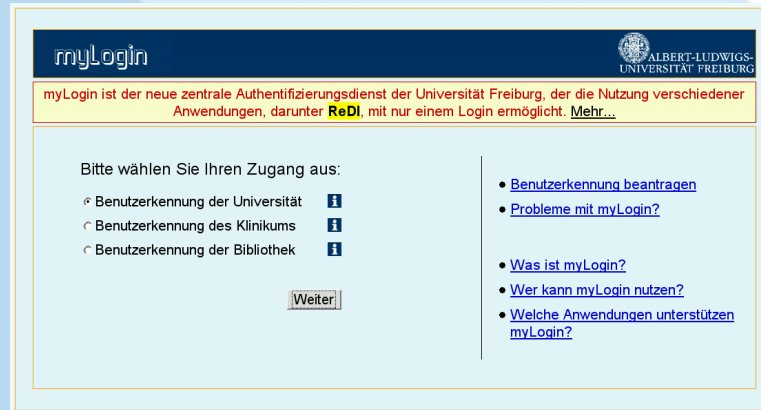 myLogin
ALBERT-LUDWIGS-
UNIVERSITÄT FREIBURG
myLogin ist der neue zentrale Authentifizierungsdienst der Universität Freiburg, der die Nutzung verschiedener
Anwendungen, darunter ReDI, mit nur einem Login ermöglicht. Mehr...
Bitte wählen Sie Ihren Zugang aus:
Benutzerkennung der Universität
Benutzerkennung des Klinikums
Benutzerkennung der Bibliothek
Weiter
Benutzerkennung beantragen
Probleme mit myLogin?
Was ist myLogin?
Wer kann myLogin nutzen?
Welche Anwendungen unterstützen
myLogin?